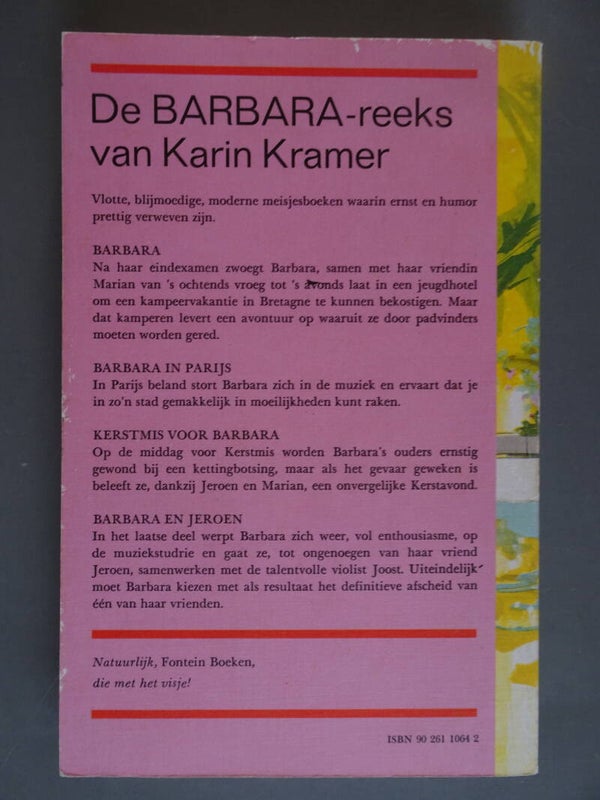 De BARBARA-reeks
van Karin Kramer
Vlotte, blijmoedige, moderne meisjesboeken waarin ernst en humor
prettig verweven zijn.
BARBARA
Na haar eindexamen zwoegt Barbara, samen met haar vriendin
Marian van 's ochtends vroeg tot 's avonds laat in een jeugdhotel
om een kampeervakantie in Bretagne te kunnen bekostigen. Maar
dat kamperen levert een avontuur op waaruit ze door padvinders
moeten worden gered.
BARBARA IN PARIJS
In Parijs beland stort Barbara zich in de muziek en ervaart dat je
in zo'n stad gemakkelijk in moeilijkheden kunt raken.
KERSTMIS VOOR BARBARA
Op de middag voor Kerstmis worden Barbara's ouders ernstig
gewond bij een kettingbotsing, maar als het gevaar geweken is
beleeft ze, dankzij Jeroen en Marian, een onvergelijke Kerstavond.
BARBARA EN JEROEN
In het laatse deel werpt Barbara zich weer, vol enthousiasme, op
de muziekstudrie en gaat ze, tot ongenoegen van haar vriend
Jeroen, samenwerken met de talentvolle violist Joost. Uiteindelijk
moet Barbara kiezen met als resultaat het definitieve afscheid van
één van haar vrienden.
Natuurlijk, Fontein Boeken,
die met het visje!
ISBN 90 261 1064 2